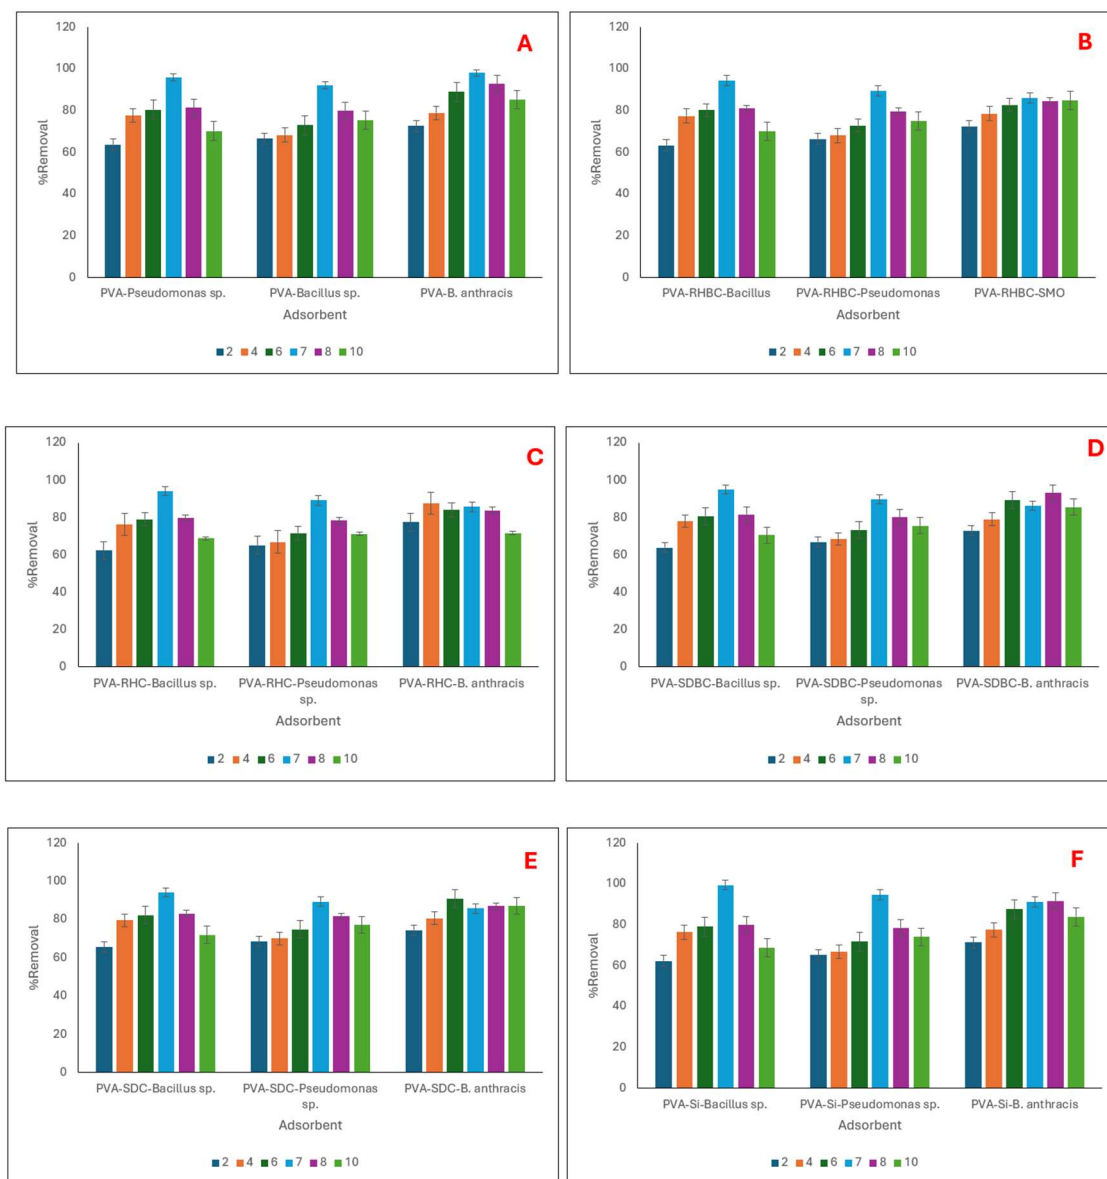 A
%Removal
120
100
80
60
40
20
0
PVA-Pseudomonas sp. PVA-Bacillus sp. PVA-B. anthracis
Adsorbent
2 4 6 7 8 10
B
%Removal
120
100
80
60
40
20
0
PVA-RHBC-Bacillus PVA-RHBC-Pseudomonas PVA-RHBC-SMO
Adsorbent
2 4 6 7 8 10
C
%Removal
120
100
80
60
40
20
0
PVA-RHC-Bacillus sp. PVA-RHC-Pseudomonas PVA-RHC-B. anthracis
sp.
Adsorbent
2 4 6 7 8 10
D
%Removal
120
100
80
60
40
20
0
PVA-SDBC-Bacillus sp. PVA-SDBC-Pseudomonas PVA-SDBC-B. anthracis
sp.
Adsorbent
2 4 6 7 8 10
E
%Removal
120
100
80
60
40
20
0
PVA-SDC-Bacillus sp. PVA-SDC-Pseudomonas PVA-SDC-B. anthracis
sp.
Adsorbent
2 4 6 7 8 10
F
%Removal
120
100
80
60
40
20
0
PVA-Si-Bacillus sp. PVA-Si-Pseudomonas sp. PVA-Si-B. anthracis
Adsorbent
2 4 6 7 8 10